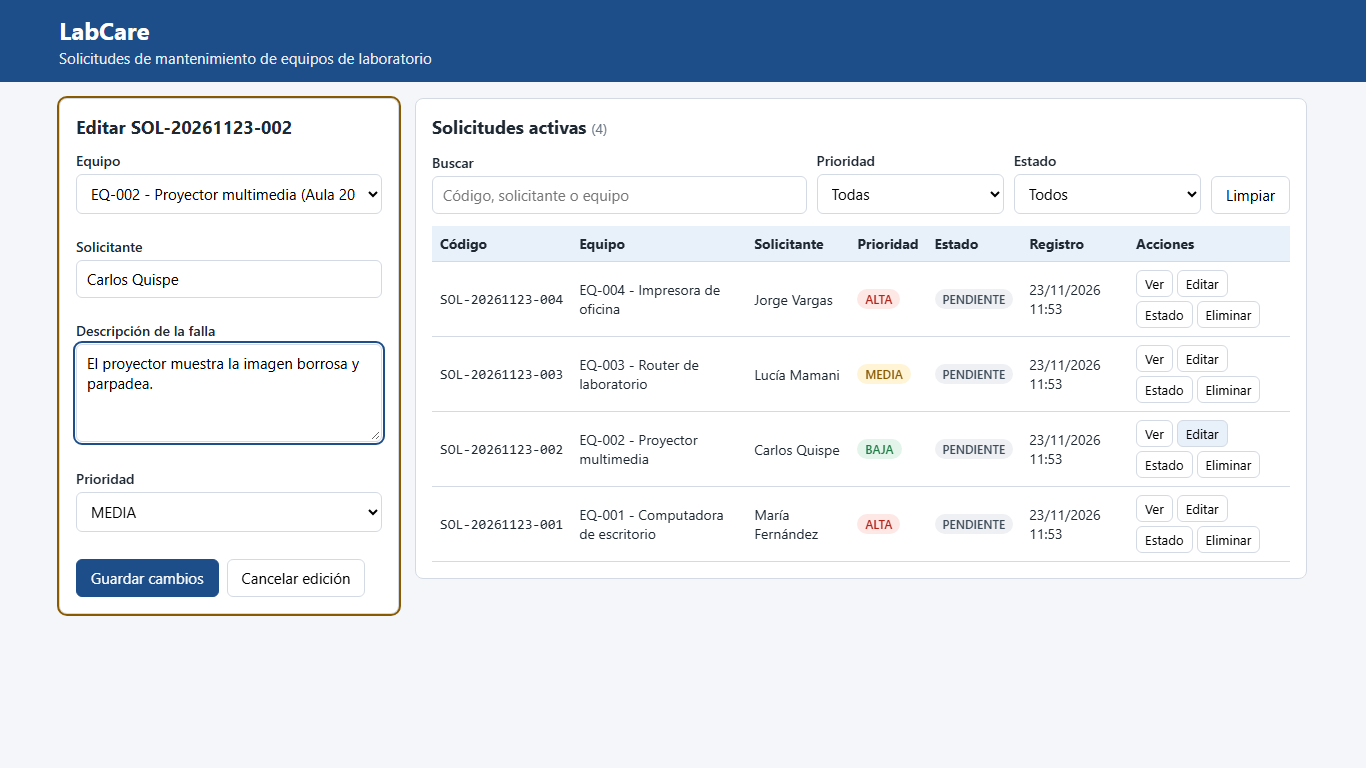 LabCare
Solicitudes de mantenimiento de equipos de laboratorio
Editar SOL-20261123-002
Equipo
EQ-002 - Proyector multimedia (Aula 20
Solicitante
Carlos Quispe
Descripción de la falla
El proyector muestra la imagen borrosa y
parpadea.
Prioridad
MEDIA
Guardar cambios
Cancelar edición
Solicitudes activas (4)
Buscar
Código, solicitante o equipo
Prioridad
Todas
Estado
Todos
Limpiar
Código Equipo Solicitante Prioridad Estado Registro Acciones
SOL-20261123-004 EQ-004 - Impresora de oficina Jorge Vargas ALTA PENDIENTE 23/11/2026 11:53 Ver Editar Estado Eliminar
SOL-20261123-003 EQ-003 - Router de laboratorio Lucía Mamani MEDIA PENDIENTE 23/11/2026 11:53 Ver Editar Estado Eliminar
SOL-20261123-002 EQ-002 - Proyector multimedia Carlos Quispe BAJA PENDIENTE 23/11/2026 11:53 Ver Editar Estado Eliminar
SOL-20261123-001 EQ-001 - Computadora de escritorio María Fernández ALTA PENDIENTE 23/11/2026 11:53 Ver Editar Estado Eliminar